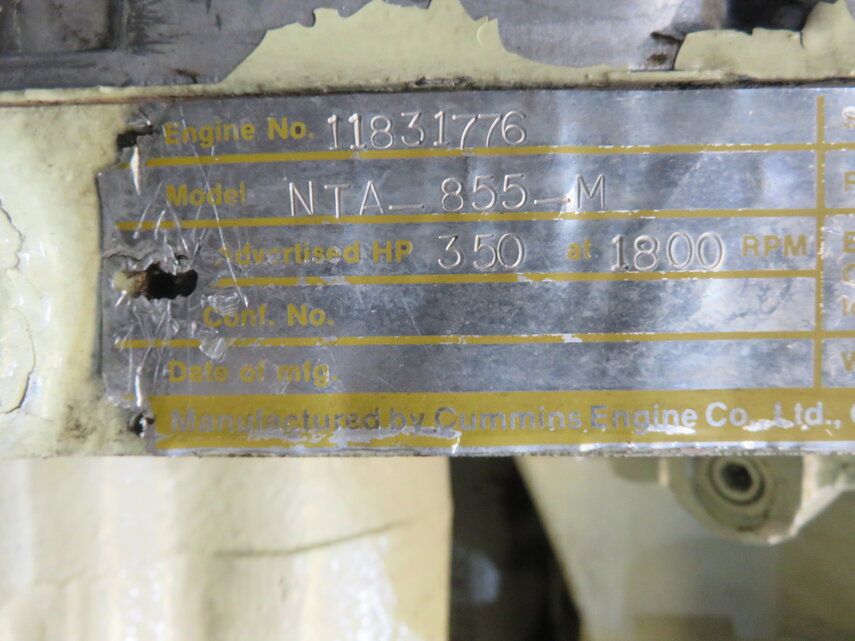 Engine No. 11831776
Model NTA-855-M
Advertised HP 350 at 1800 RPM
Conf. No.
Date of mfg.
Manufactured by Cummins Engine Co., Ltd.,